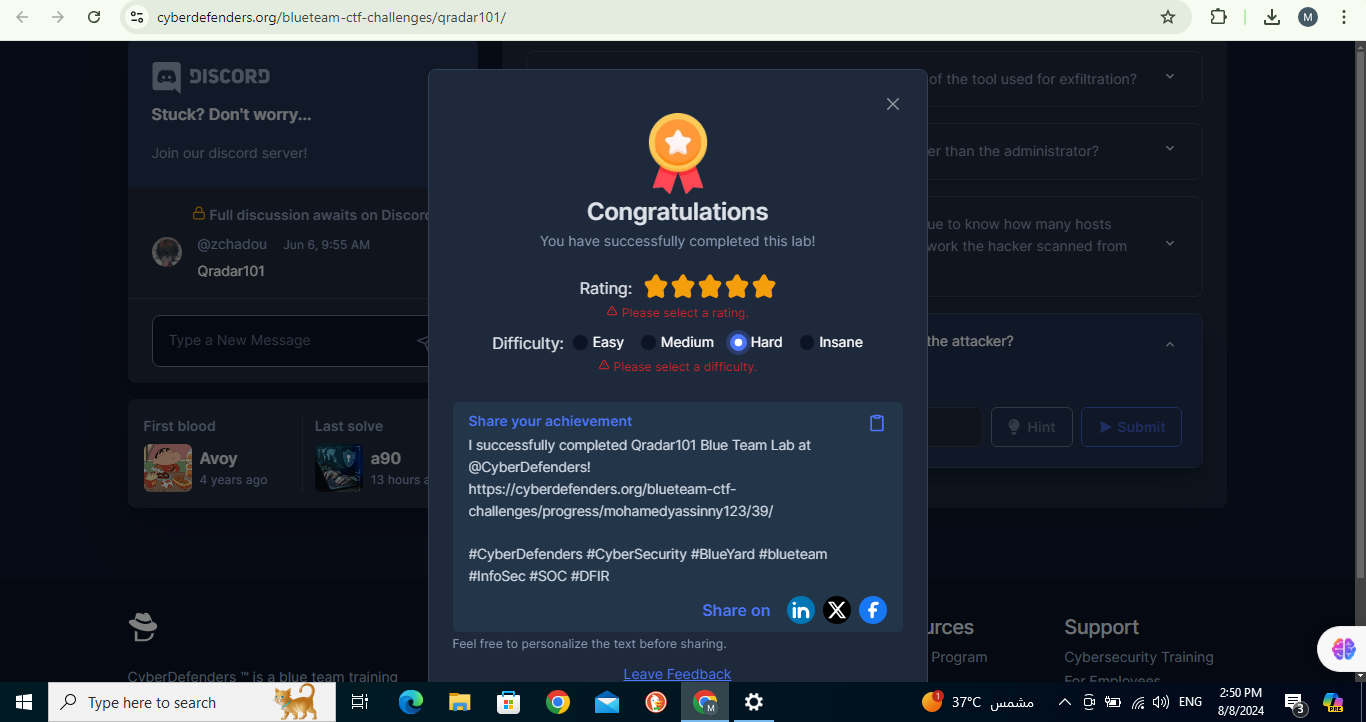 cyberdefenders.org/blueteam-ctf-challenges/qradar101/
M
DISCORD
Stuck? Don't worry...
Join our discord server!
Full discussion awaits on Discord
@zchadou Jun 6, 9:55 AM
Qradar101
Type a New Message
First blood
Avoy
4 years ago
Last solve
a90
13 hours a
of the tool used for exfiltration?
er than the administrator?
ue to know how many hosts
work the hacker scanned from
the attacker?
Hint
Submit
Congratulations
You have successfully completed this lab!
Rating:
Please select a rating.
Difficulty: Easy Medium Hard Insane
Please select a difficulty.
Share your achievement
I successfully completed Qradar101 Blue Team Lab at
@CyberDefenders!
https://cyberdefenders.org/blueteam-ctf-
challenges/progress/mohamedyassinny123/39/
#CyberDefenders #CyberSecurity #BlueYard #blueteam
#InfoSec #SOC #DFIR
Share on
Feel free to personalize the text before sharing.
Leave Feedback
CyberDefenders ™ is a blue team training
urces
Program
Support
Cybersecurity Training
For Employers
Type here to search
M
1
37°C مشمس
ENG
2:50 PM
8/8/2024
3
PRE